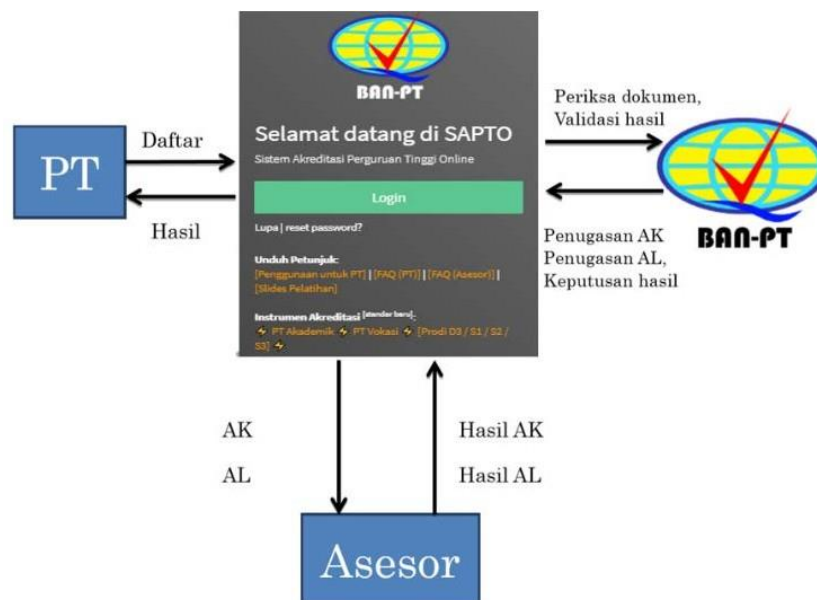 BAN-PT
Selamat datang di SAPTO
Sistem Akreditasi Perguruan Tinggi Online
Login
Lupa | reset password?
Unduh Petunjuk:
[Penggunaan untuk PT] | [FAQ (PT)] | [FAQ (Asesor)] |
[Slides Pelatihan]
Instrumen Akreditasi [standar baru]:
PT Akademik PT Vokasi [Prodi D3 / S1 / S2 /
S3]
PT
Daftar
Hasil
Periksa dokumen,
Validasi hasil
BAN-PT
Penugasan AK
Penugasan AL,
Keputusan hasil
AK
AL
Hasil AK
Hasil AL
Asesor